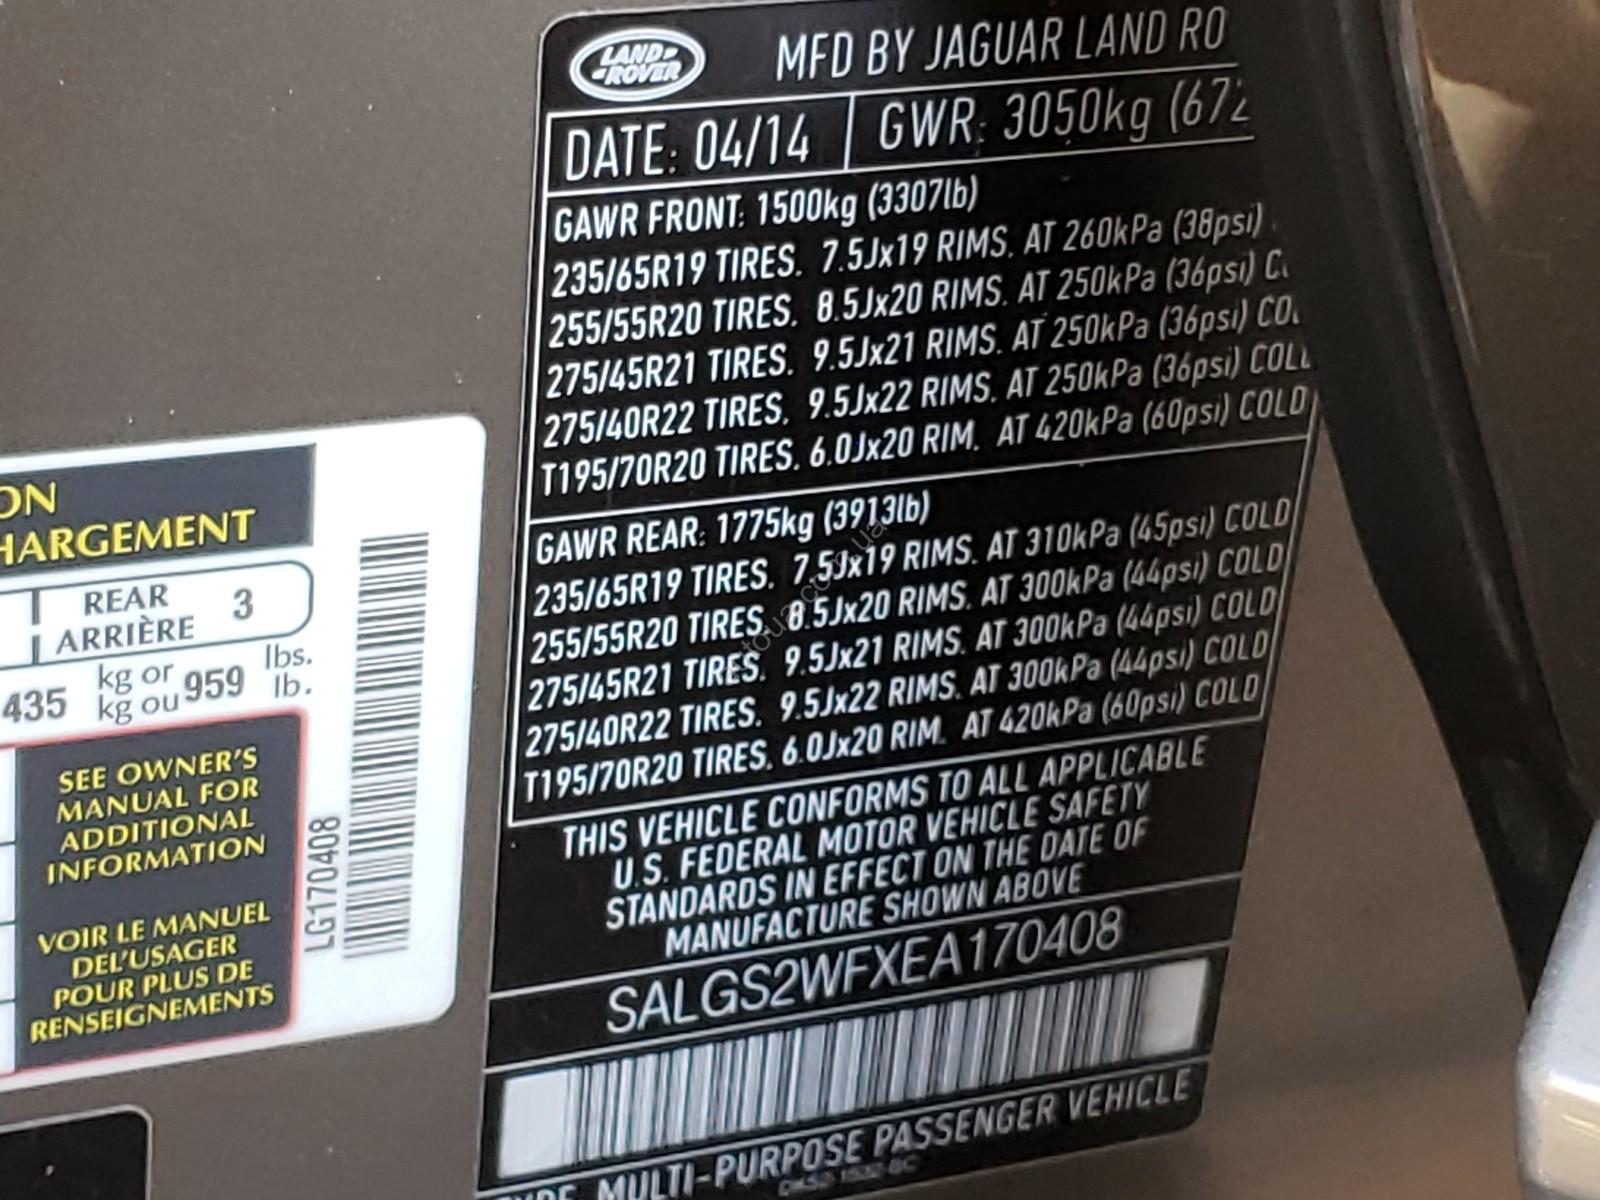 LAND ROVER
MFD BY JAGUAR LAND RO
DATE: 04/14
GWR: 3050kg (672
GAWR FRONT: 1500kg (3307lb)
235/65R19 TIRES. 7.5Jx19 RIMS. AT 260kPa (38psi)
255/55R20 TIRES. 8.5Jx20 RIMS. AT 250kPa (36psi) C
275/45R21 TIRES. 9.5Jx21 RIMS. AT 250kPa (36psi) CO
275/40R22 TIRES. 9.5Jx22 RIMS. AT 250kPa (36psi) COL
T195/70R20 TIRES. 6.0Jx20 RIM. AT 420kPa (60psi) COLD
GAWR REAR: 1775kg (3913lb)
235/65R19 TIRES. 7.5Jx19 RIMS. AT 310kPa (45psi) COLD
255/55R20 TIRES. 8.5Jx20 RIMS. AT 300kPa (44psi) COLD
275/45R21 TIRES. 9.5Jx21 RIMS. AT 300kPa (44psi) COLD
275/40R22 TIRES. 9.5Jx22 RIMS. AT 300kPa (44psi) COLD
T195/70R20 TIRES. 6.0Jx20 RIM. AT 420kPa (60psi) COLD
THIS VEHICLE CONFORMS TO ALL APPLICABLE
U.S. FEDERAL MOTOR VEHICLE SAFETY
STANDARDS IN EFFECT ON THE DATE OF
MANUFACTURE SHOWN ABOVE
SALGS2WFXEA170408
MULTI-PURPOSE PASSENGER VEHICLE
ON
HARGEMENT
REAR
ARRIÈRE 3
435 kg or
kg ou 959 lbs.
lb.
SEE OWNER'S
MANUAL FOR
ADDITIONAL
INFORMATION
VOIR LE MANUEL
DEL'USAGER
POUR PLUS DE
RENSEIGNEMENTS
LG170408